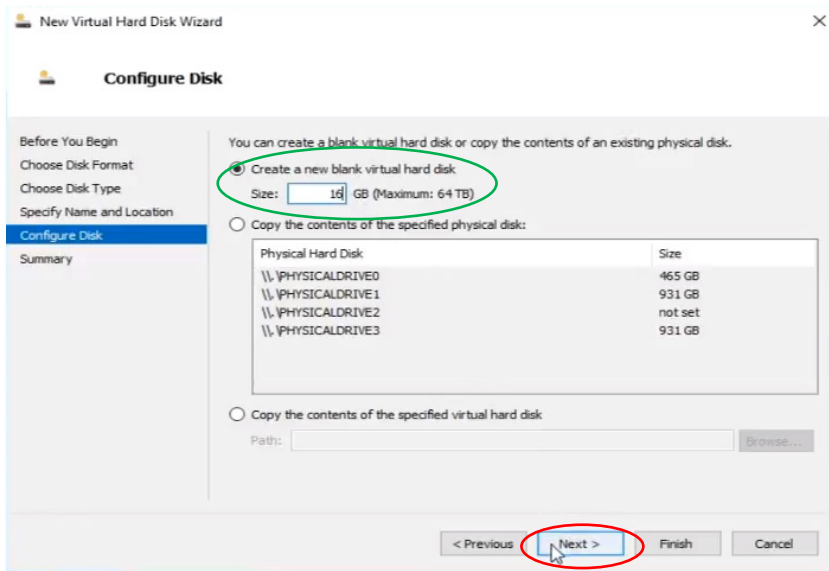 New Virtual Hard Disk Wizard
Configure Disk
Before You Begin
Choose Disk Format
Choose Disk Type
Specify Name and Location
Configure Disk
Summary
You can create a blank virtual hard disk or copy the contents of an existing physical disk.
Create a new blank virtual hard disk
Size: 16 GB (Maximum: 64 TB)
Copy the contents of the specified physical disk:
Physical Hard Disk Size
\\.\PHYSICALDRIVE0 465 GB
\\.\PHYSICALDRIVE1 931 GB
\\.\PHYSICALDRIVE2 not set
\\.\PHYSICALDRIVE3 931 GB
Copy the contents of the specified virtual hard disk
Path: Browse...
< Previous Next > Finish Cancel